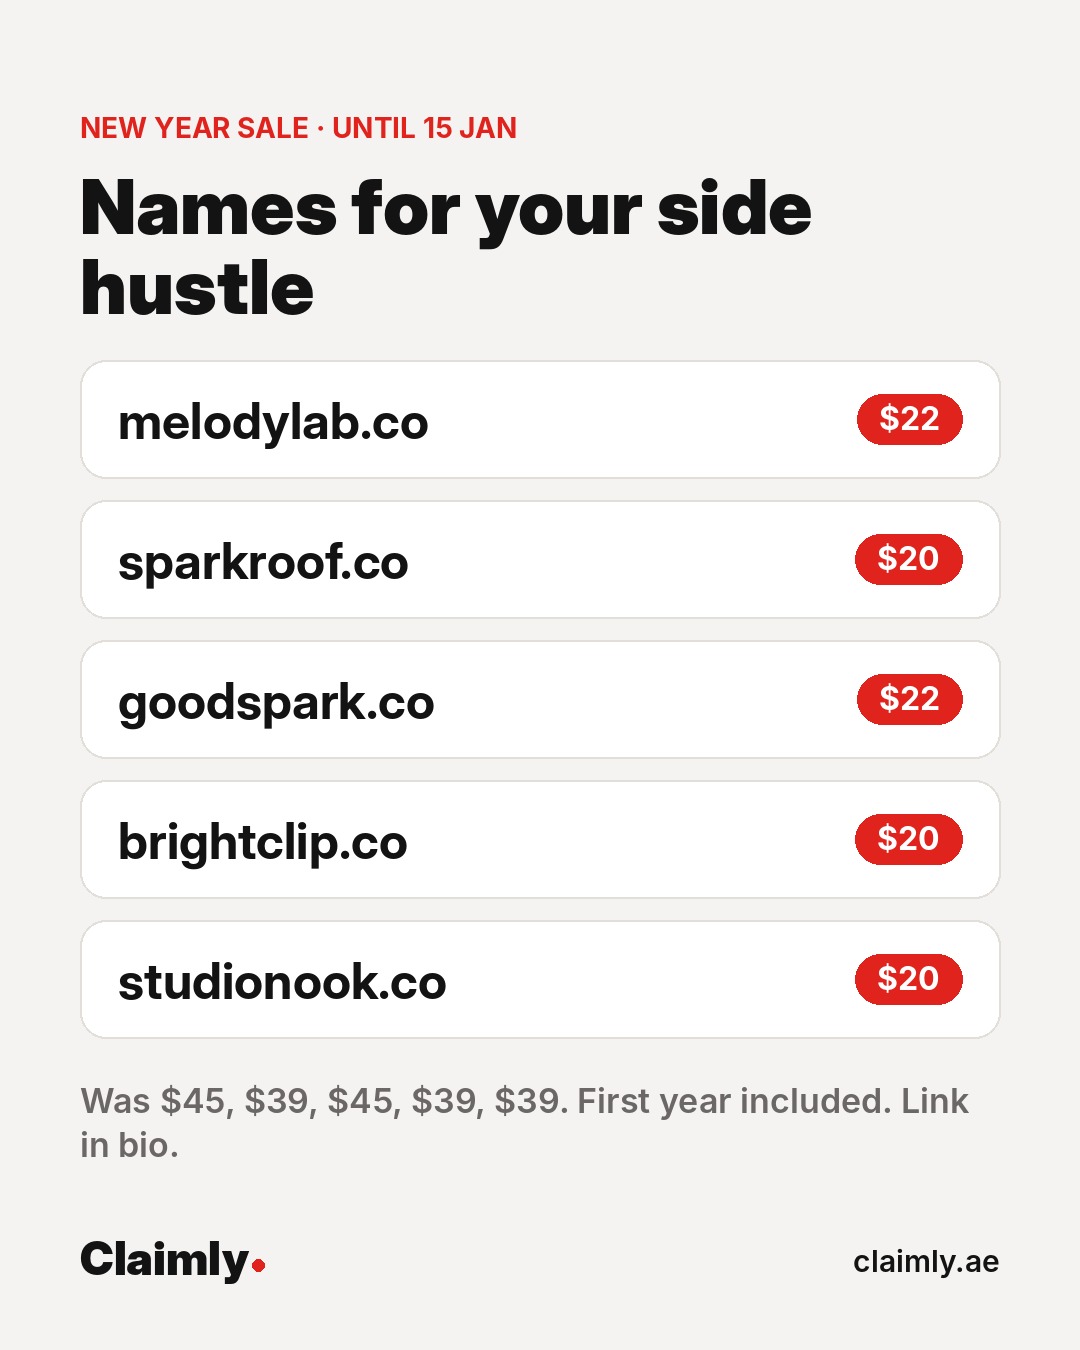 NEW YEAR SALE · UNTIL 15 JAN
Names for your side
hustle
melodylab.co
$22
sparkroof.co
$20
goodspark.co
$22
brightclip.co
$20
studionook.co
$20
Was $45, $39, $45, $39, $39. First year included. Link
in bio.
Claimly.
claimly.ae